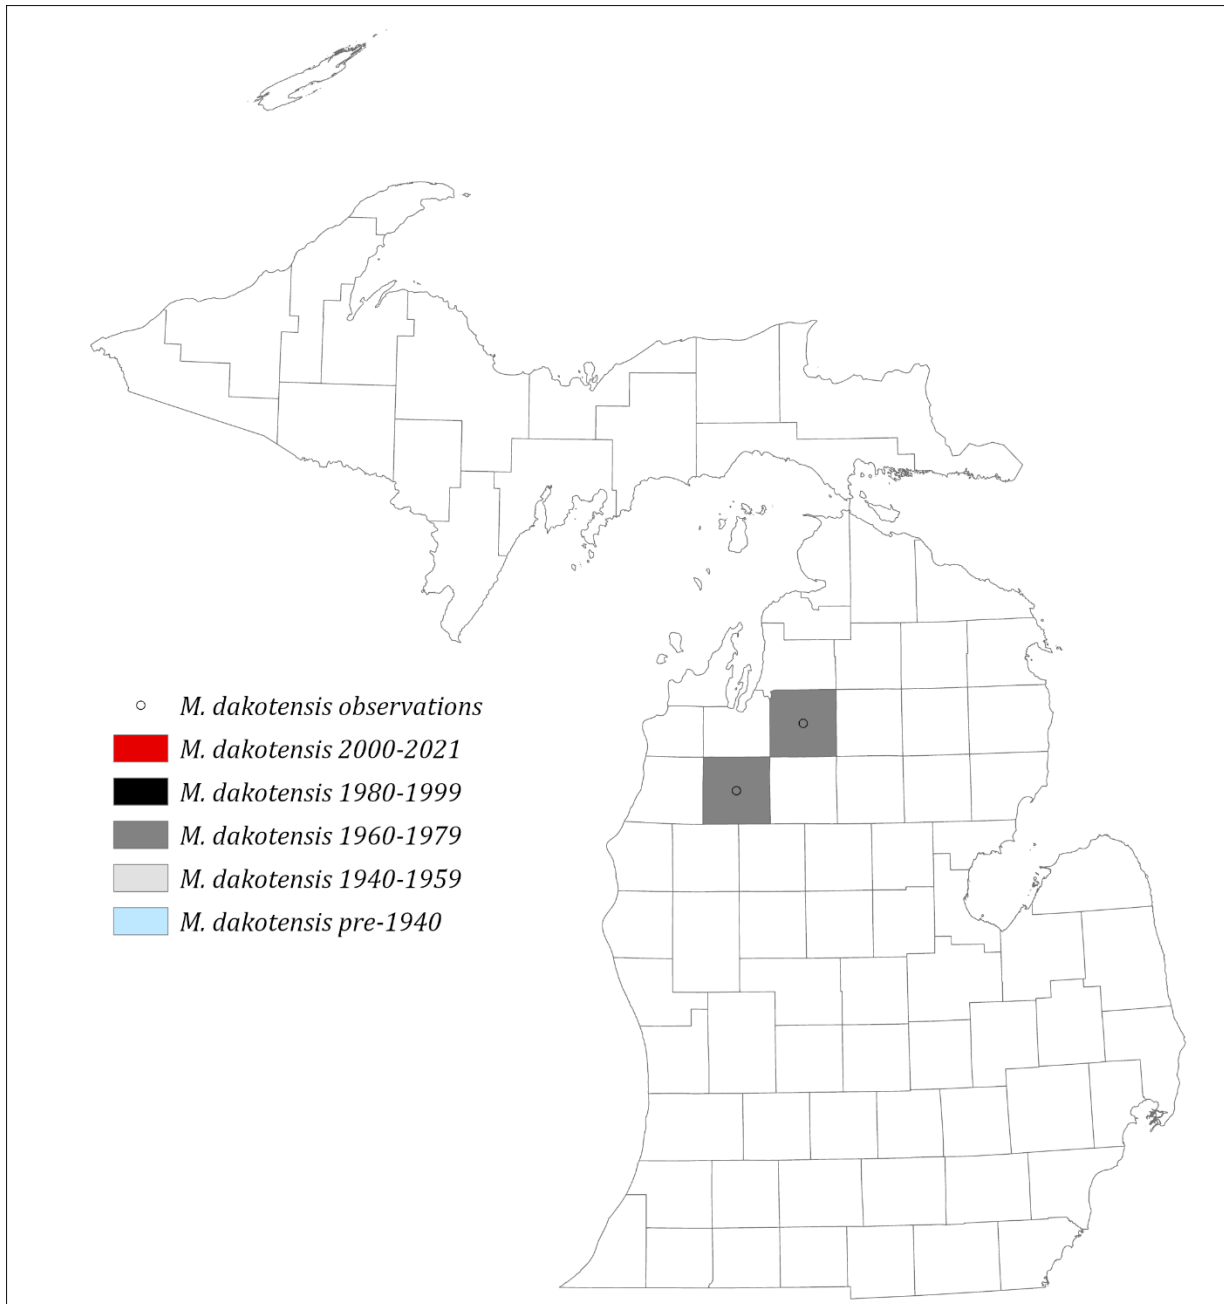 M. dakotensis observations
M. dakotensis 2000-2021
M. dakotensis 1980-1999
M. dakotensis 1960-1979
M. dakotensis 1940-1959
M. dakotensis pre-1940